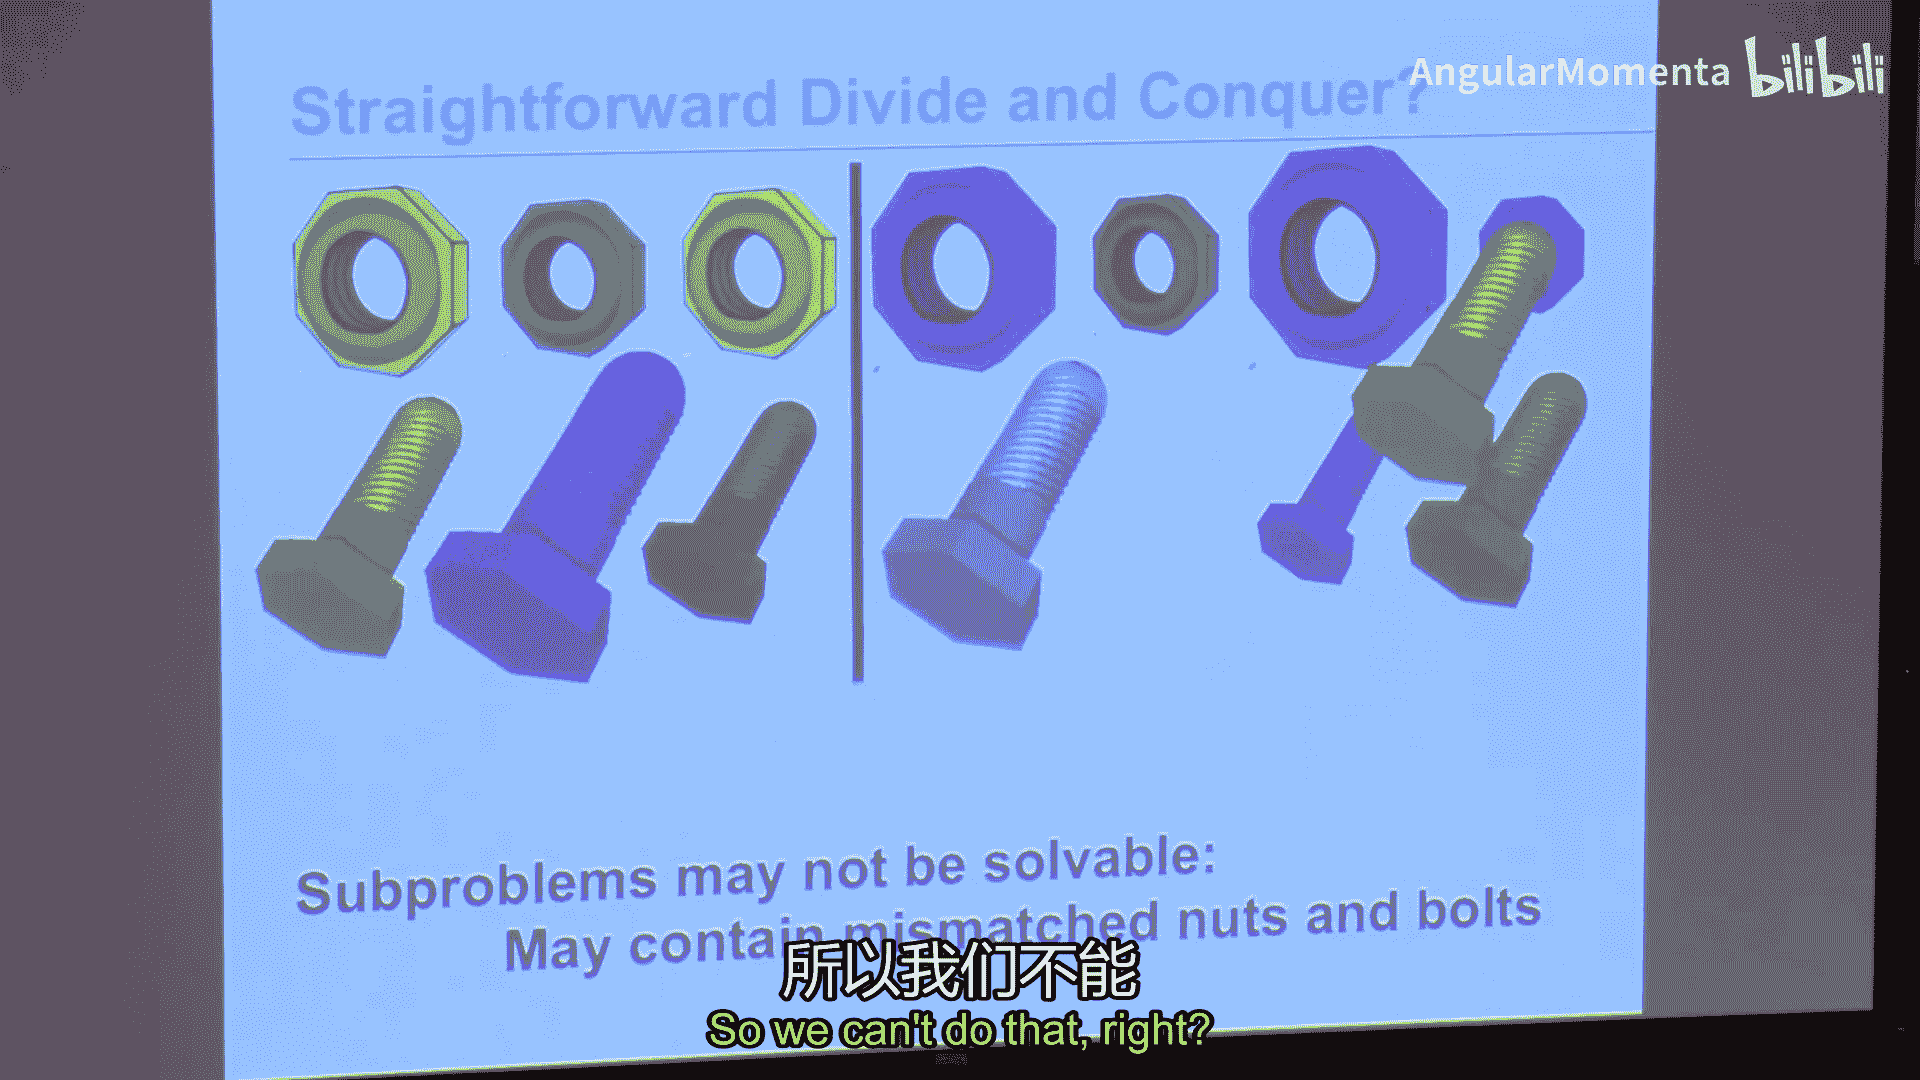 Straightforward Divide and Conquer?
AngularMomenta bilibili
Subproblems may not be solvable:
May contain mismatched nuts and bolts
所以我们不能
So we can't do that, right?